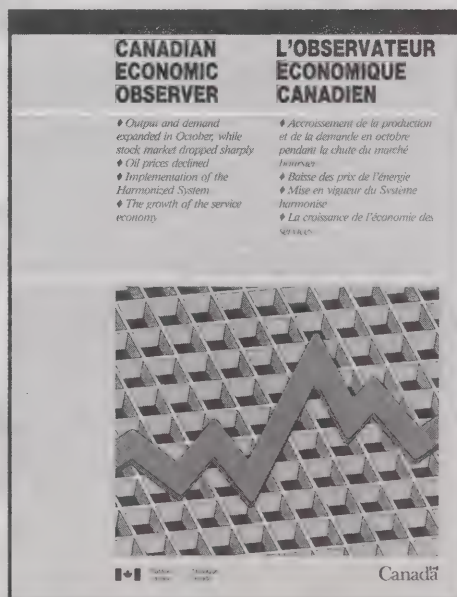 CANADIAN
ECONOMIC
OBSERVER
♦ Output and demand
expanded in October, while
stock market dropped sharply
♦ Oil prices declined
♦ Implementation of the
Harmonized System
♦ The growth of the service
economy
L'OBSERVATEUR
ÉCONOMIQUE
CANADIEN
♦ Accroissement de la production
et de la demande en octobre
pendant la chute du marché
boursier
♦ Baisse des prix de l'énergie
♦ Mise en vigueur du Système
harmonisé
♦ La croissance de l'économie des
services
Canada